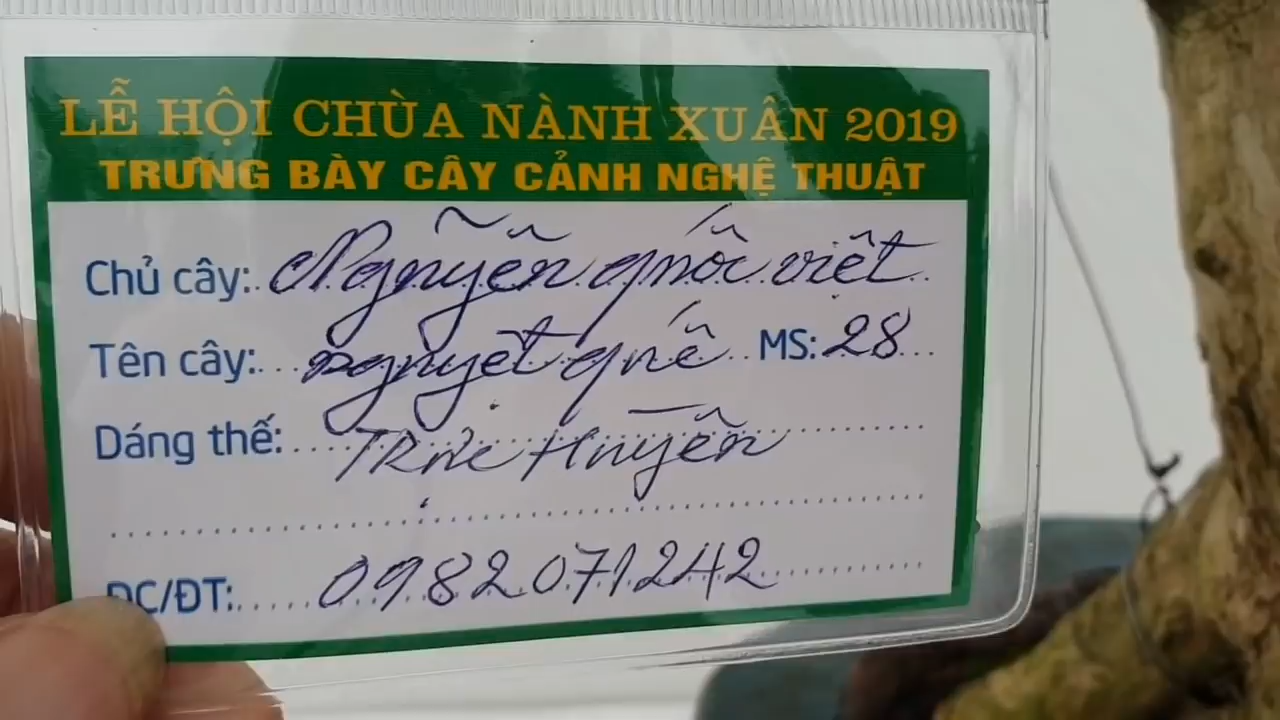 LỄ HỘI CHÙA NÀNH XUÂN 2019
TRƯNG BÀY CÂY CẢNH NGHỆ THUẬT
Chủ cây: Nguyễn quốc việt
Tên cây: nguyệt quế MS: 28
Dáng thế: TRực Huyền
ĐC/ĐT: 0982071242